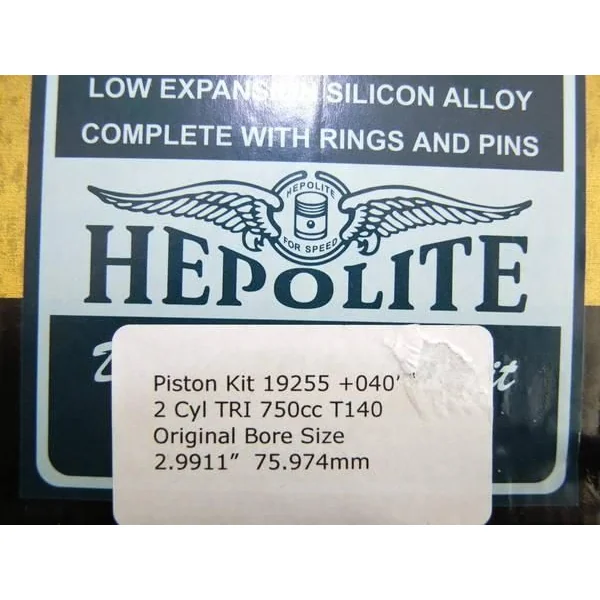 LOW EXPANSION SILICON ALLOY
COMPLETE WITH RINGS AND PINS
HEPOLITE
FOR SPEED
HEPOLITE
Piston Kit 19255 +040"
2 Cyl TRI 750cc T140
Original Bore Size
2.9911” 75.974mm